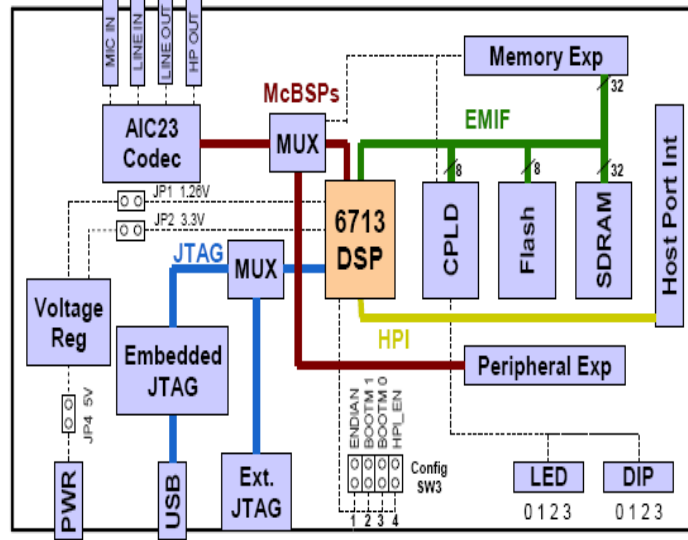 MIC IN
LINE IN
LINE OUT
HP OUT
Memory Exp
32
McBSPs
AIC23
Codec
MUX
EMIF
8
8
32
Host Port Int
JP1 1.26V
JP2 3.3V
6713
DSP
CPLD
Flash
SDRAM
JTAG
MUX
Voltage
Reg
HPI
Embedded
JTAG
Peripheral Exp
JP4 5V
ENDIAN
BOOTM 1
BOOTM 0
HPI_EN
Config
SW3
1 2 3 4
PWR
USB
Ext.
JTAG
LED
DIP
0 1 2 3
0 1 2 3